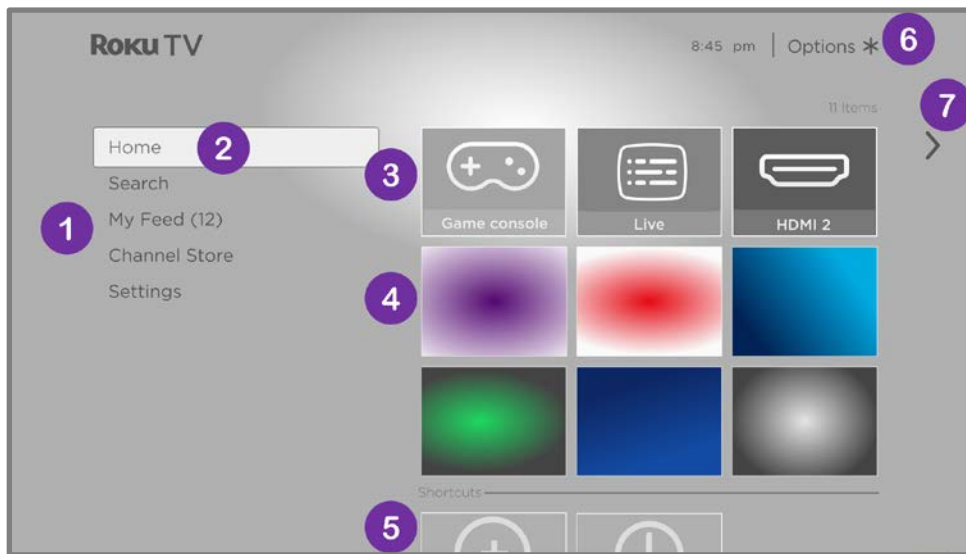 Roku TV
8:45 pm | Options ✱
6
7
11 Items
Home
2
Search
3
My Feed (12)
1
Channel Store
Settings
Game console
Live
HDMI 2
4
Shortcuts
5